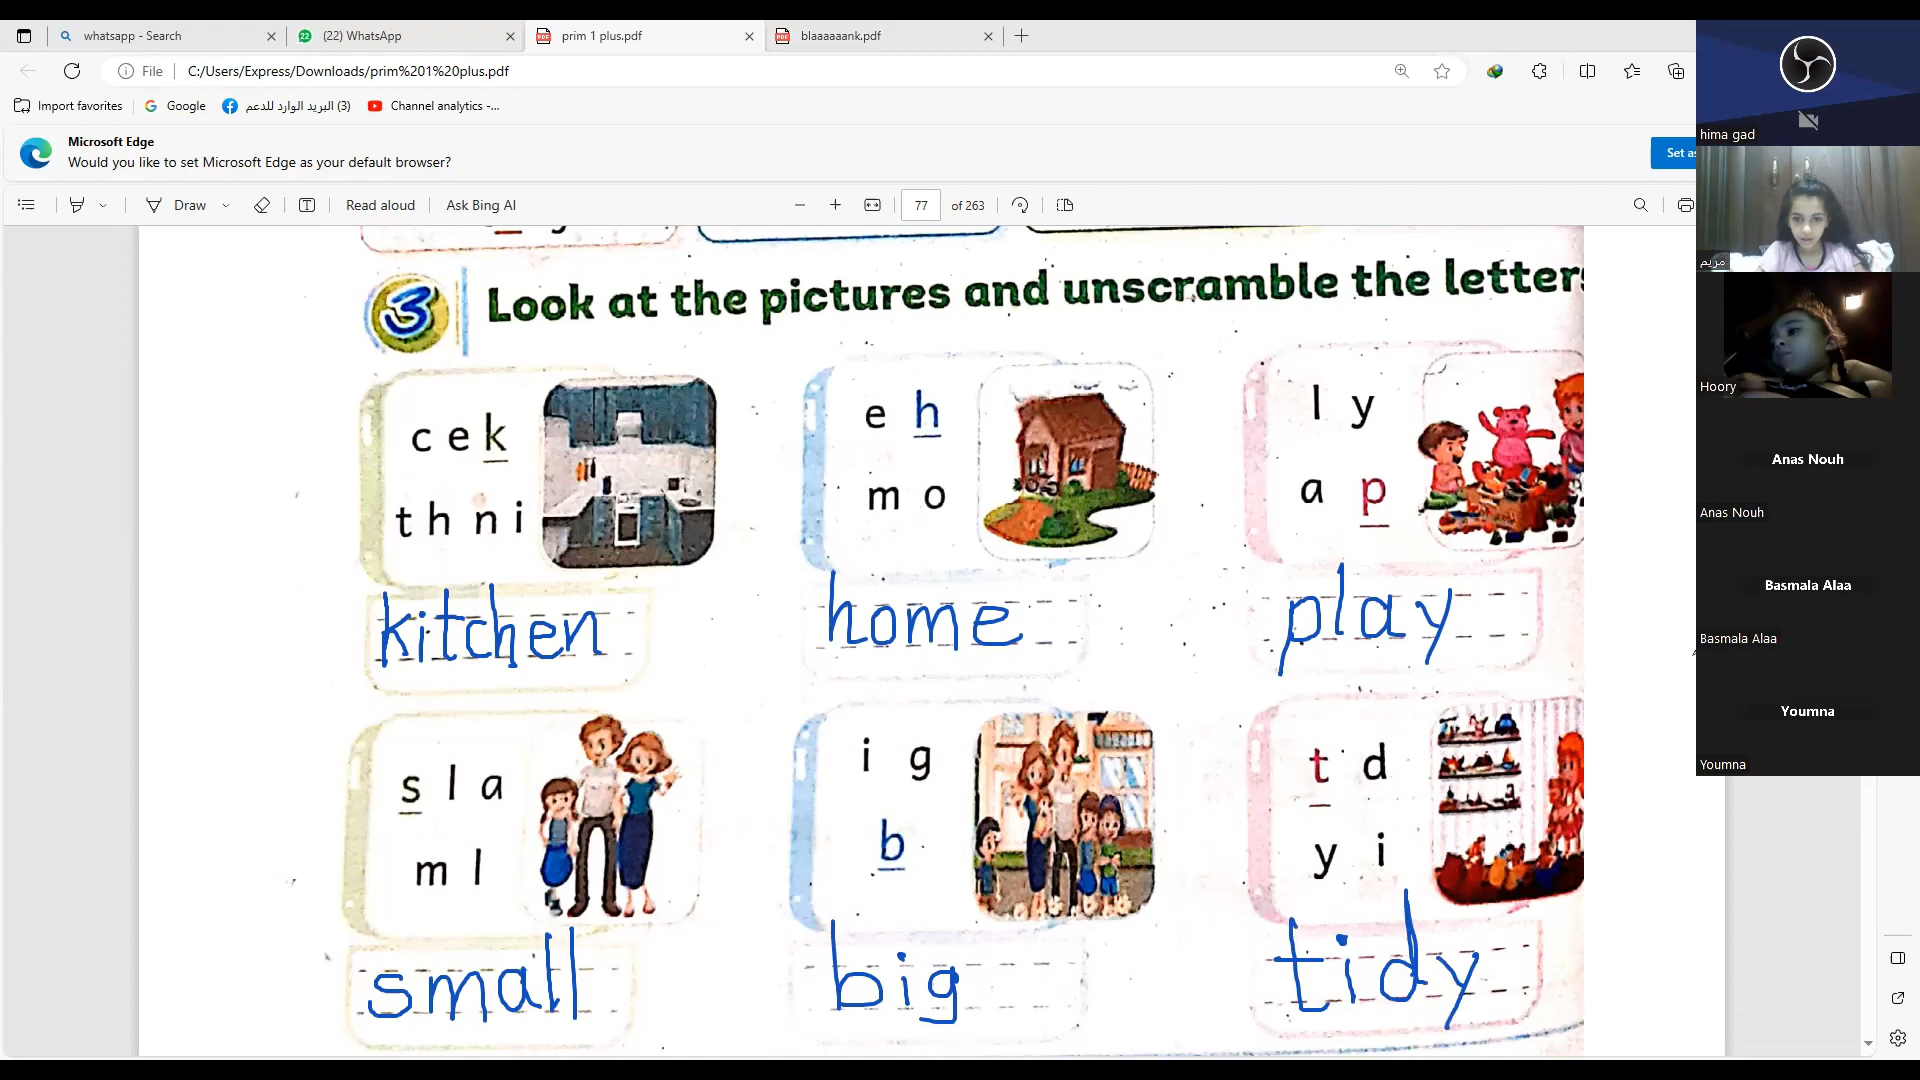 whatsapp - Search
(22) WhatsApp
prim 1 plus.pdf
blaaaaaank.pdf
File
C:/Users/Express/Downloads/prim%201%20plus.pdf
Import favorites
Google
(3) البريد الوارد للدعم
Channel analytics -...
Microsoft Edge
Would you like to set Microsoft Edge as your default browser?
Set as
Draw
Read aloud
Ask Bing AI
77 of 263
3 Look at the pictures and unscramble the letters
c e k
t h n i
e h
m o
l y
a p
kitchen
home
play
s l a
m l
i g
b
t d
y i
small
big
tidy
hima gad
مريم
Hoory
Anas Nouh
Anas Nouh
Basmala Alaa
Basmala Alaa
Youmna
Youmna